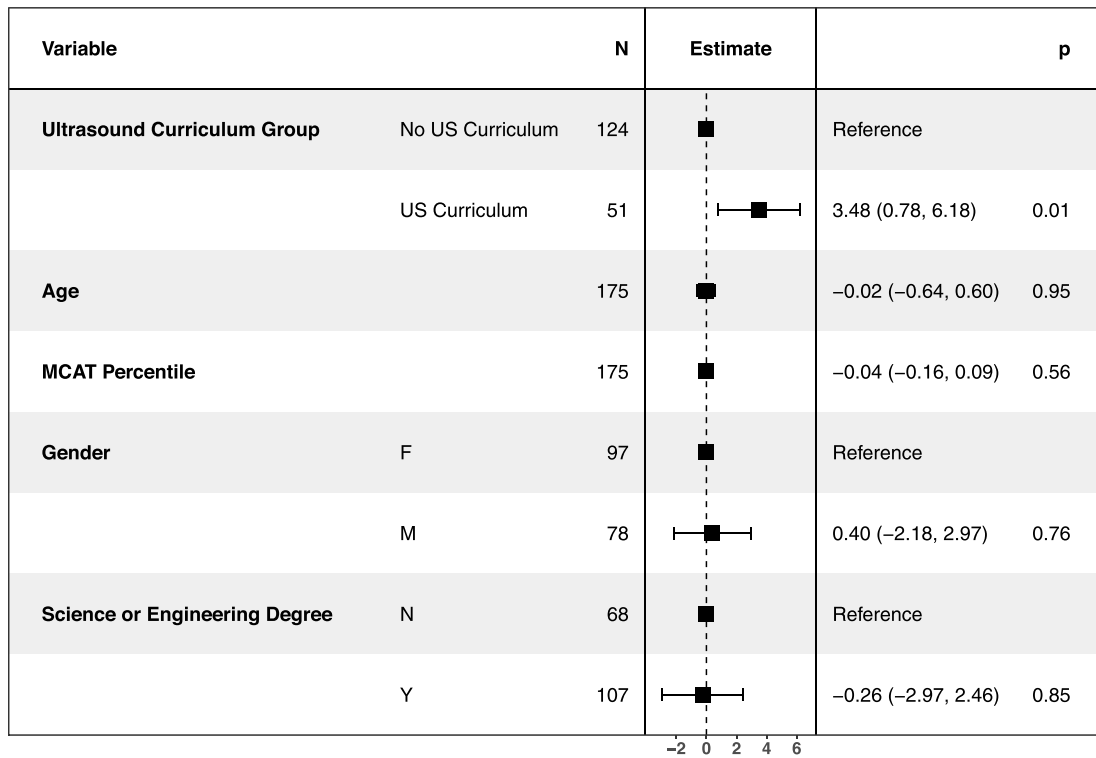 Variable N Estimate p
Ultrasound Curriculum Group No US Curriculum 124 Reference
US Curriculum 51 3.48 (0.78, 6.18) 0.01
Age 175 −0.02 (−0.64, 0.60) 0.95
MCAT Percentile 175 −0.04 (−0.16, 0.09) 0.56
Gender F 97 Reference
M 78 0.40 (−2.18, 2.97) 0.76
Science or Engineering Degree N 68 Reference
Y 107 −0.26 (−2.97, 2.46) 0.85
−2 0 2 4 6